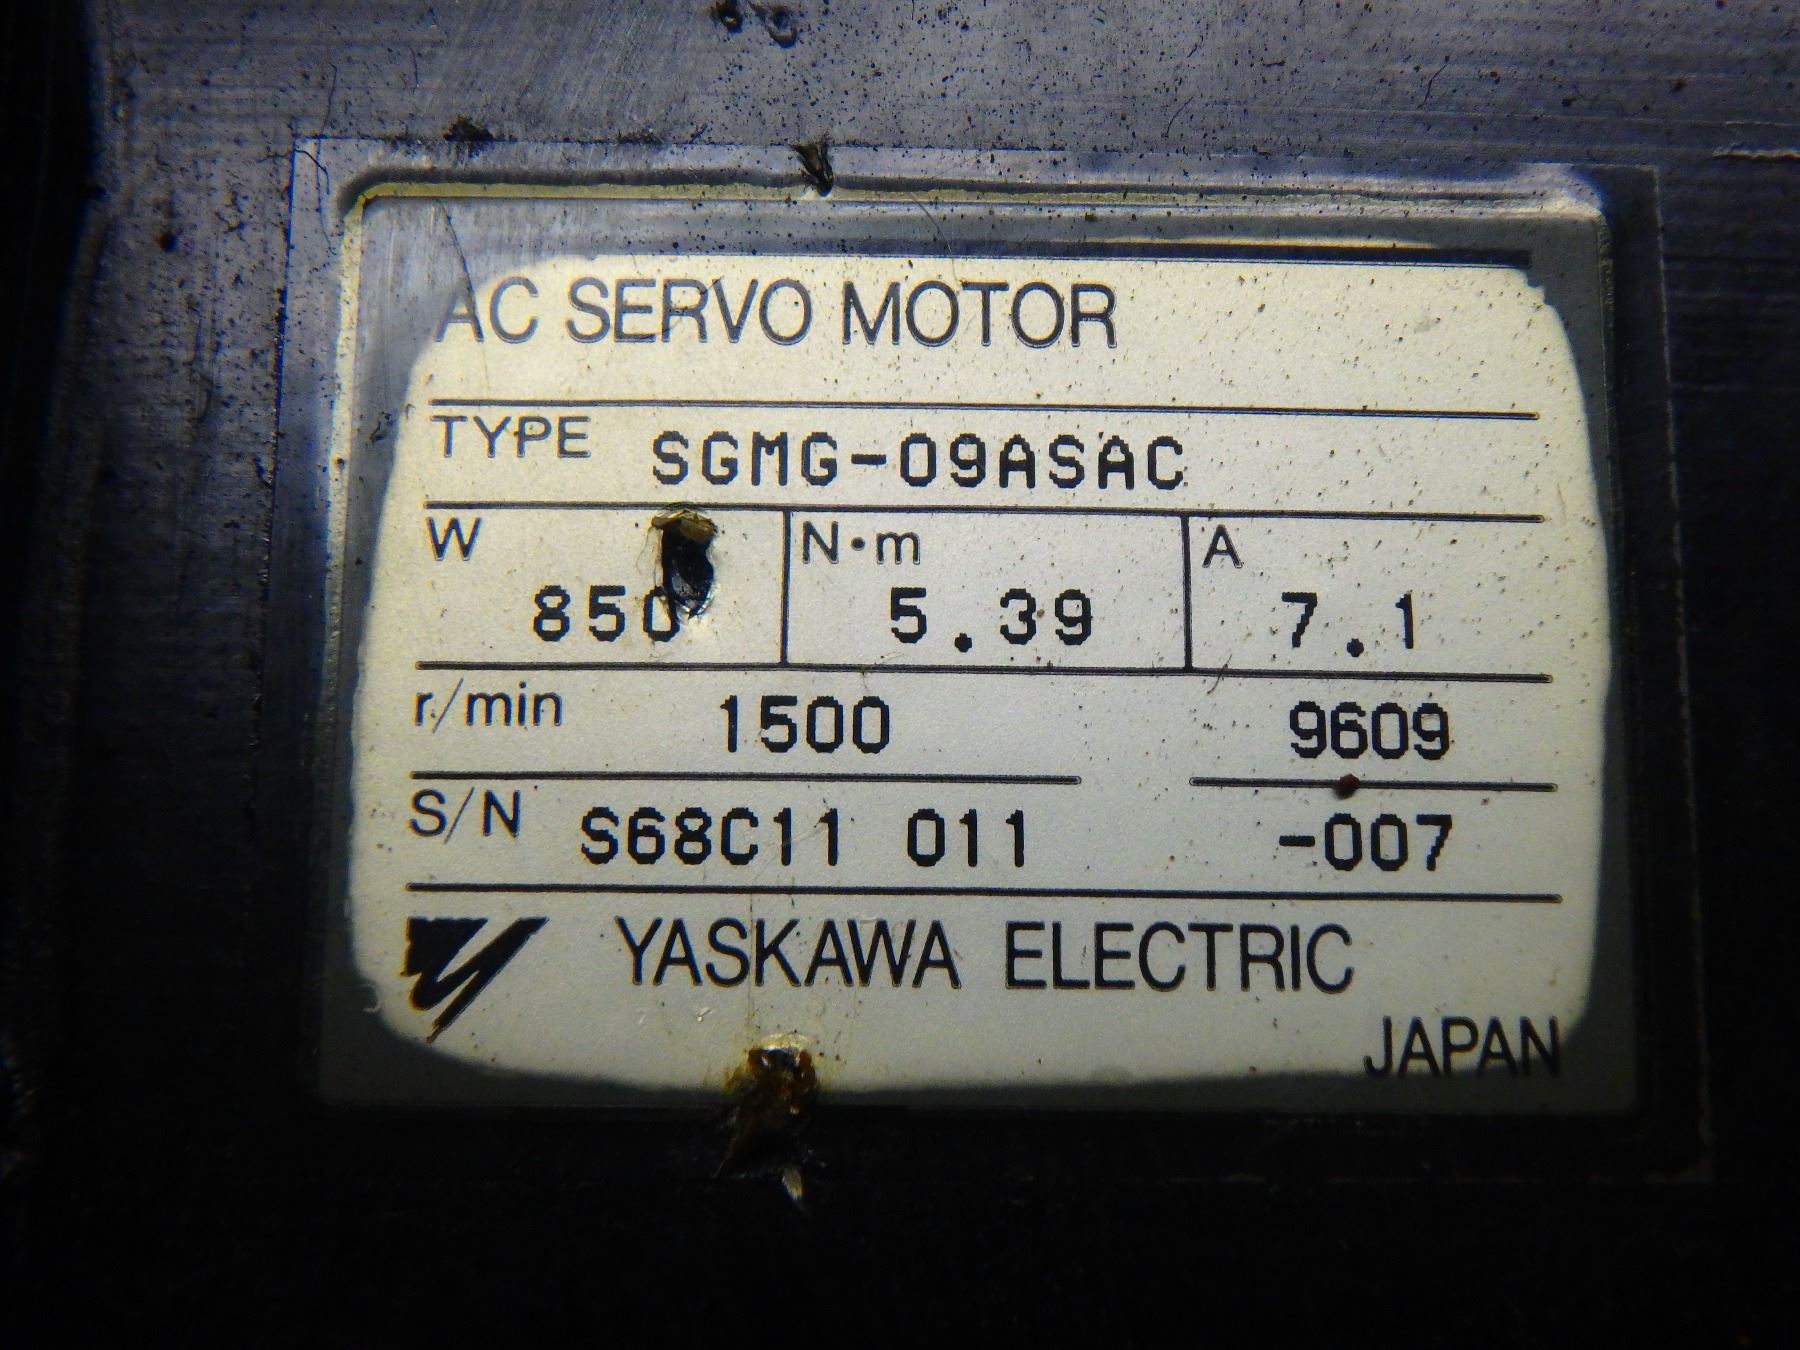 AC SERVO MOTOR
TYPE SGMG-09ASAC
W N·m A
850 5.39 7.1
r/min 1500 9609
S/N S68C11 011 -007
YASKAWA ELECTRIC
JAPAN